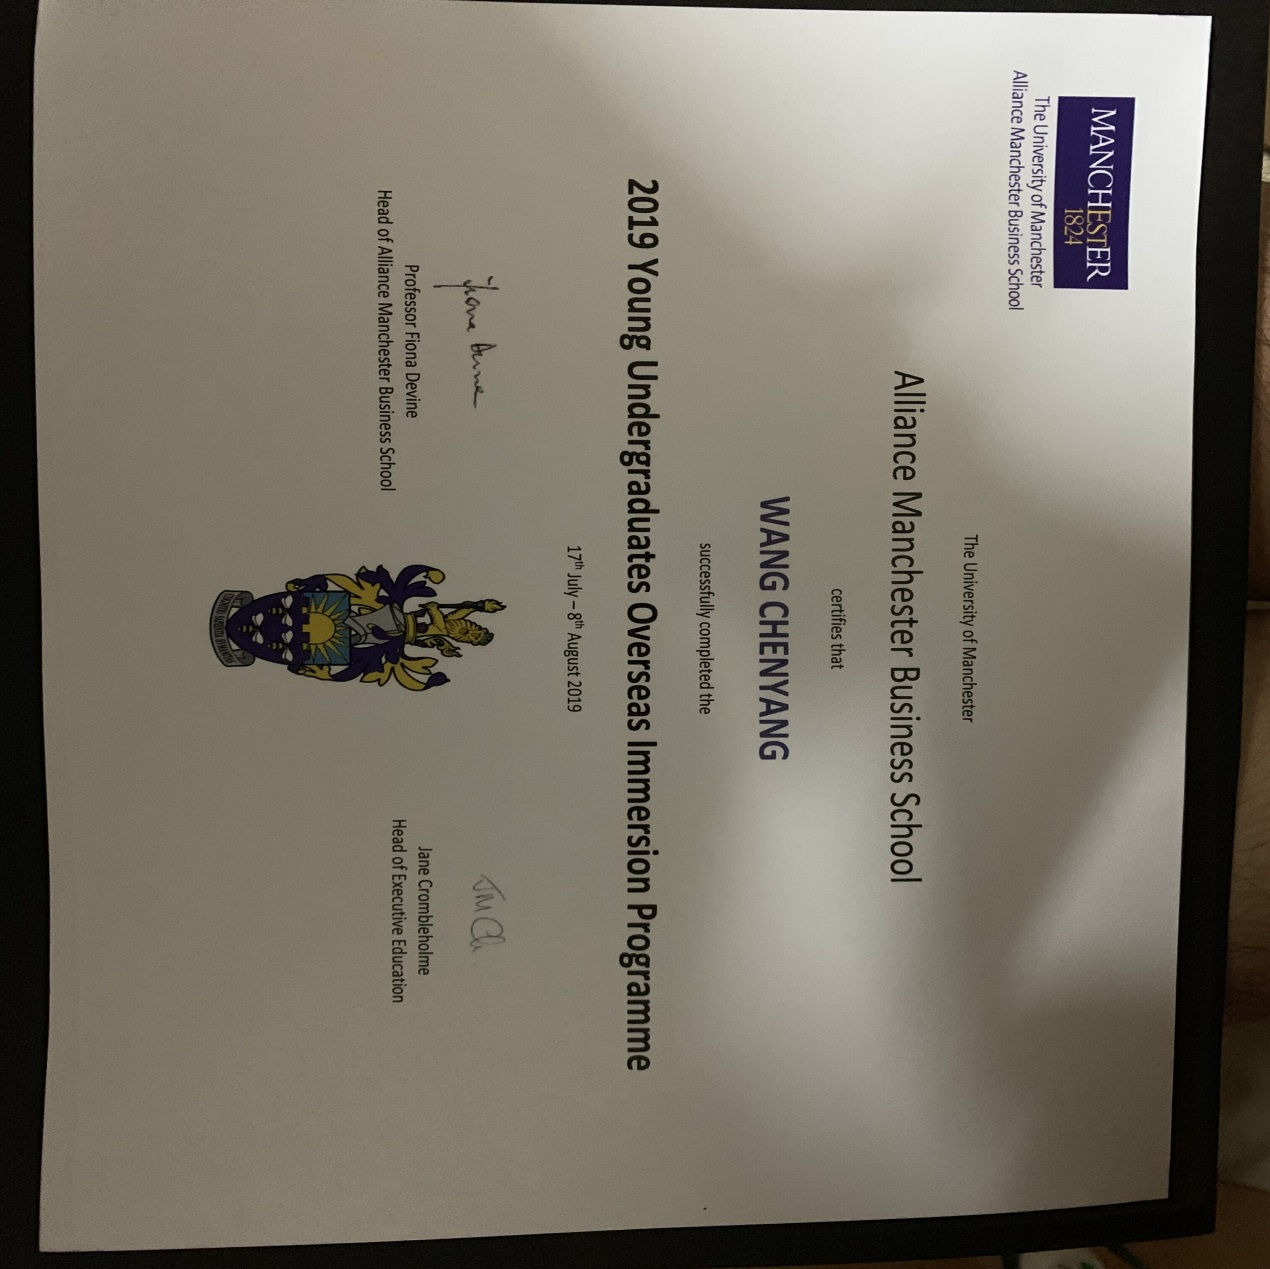 MANCHESTER
1824
The University of Manchester
Alliance Manchester Business School
The University of Manchester
Alliance Manchester Business School
certifies that
WANG CHENYANG
successfully completed the
2019 Young Undergraduates Overseas Immersion Programme
17th July – 8th August 2019
Professor Fiona Devine
Head of Alliance Manchester Business School
Jane Crombleholme
Head of Executive Education